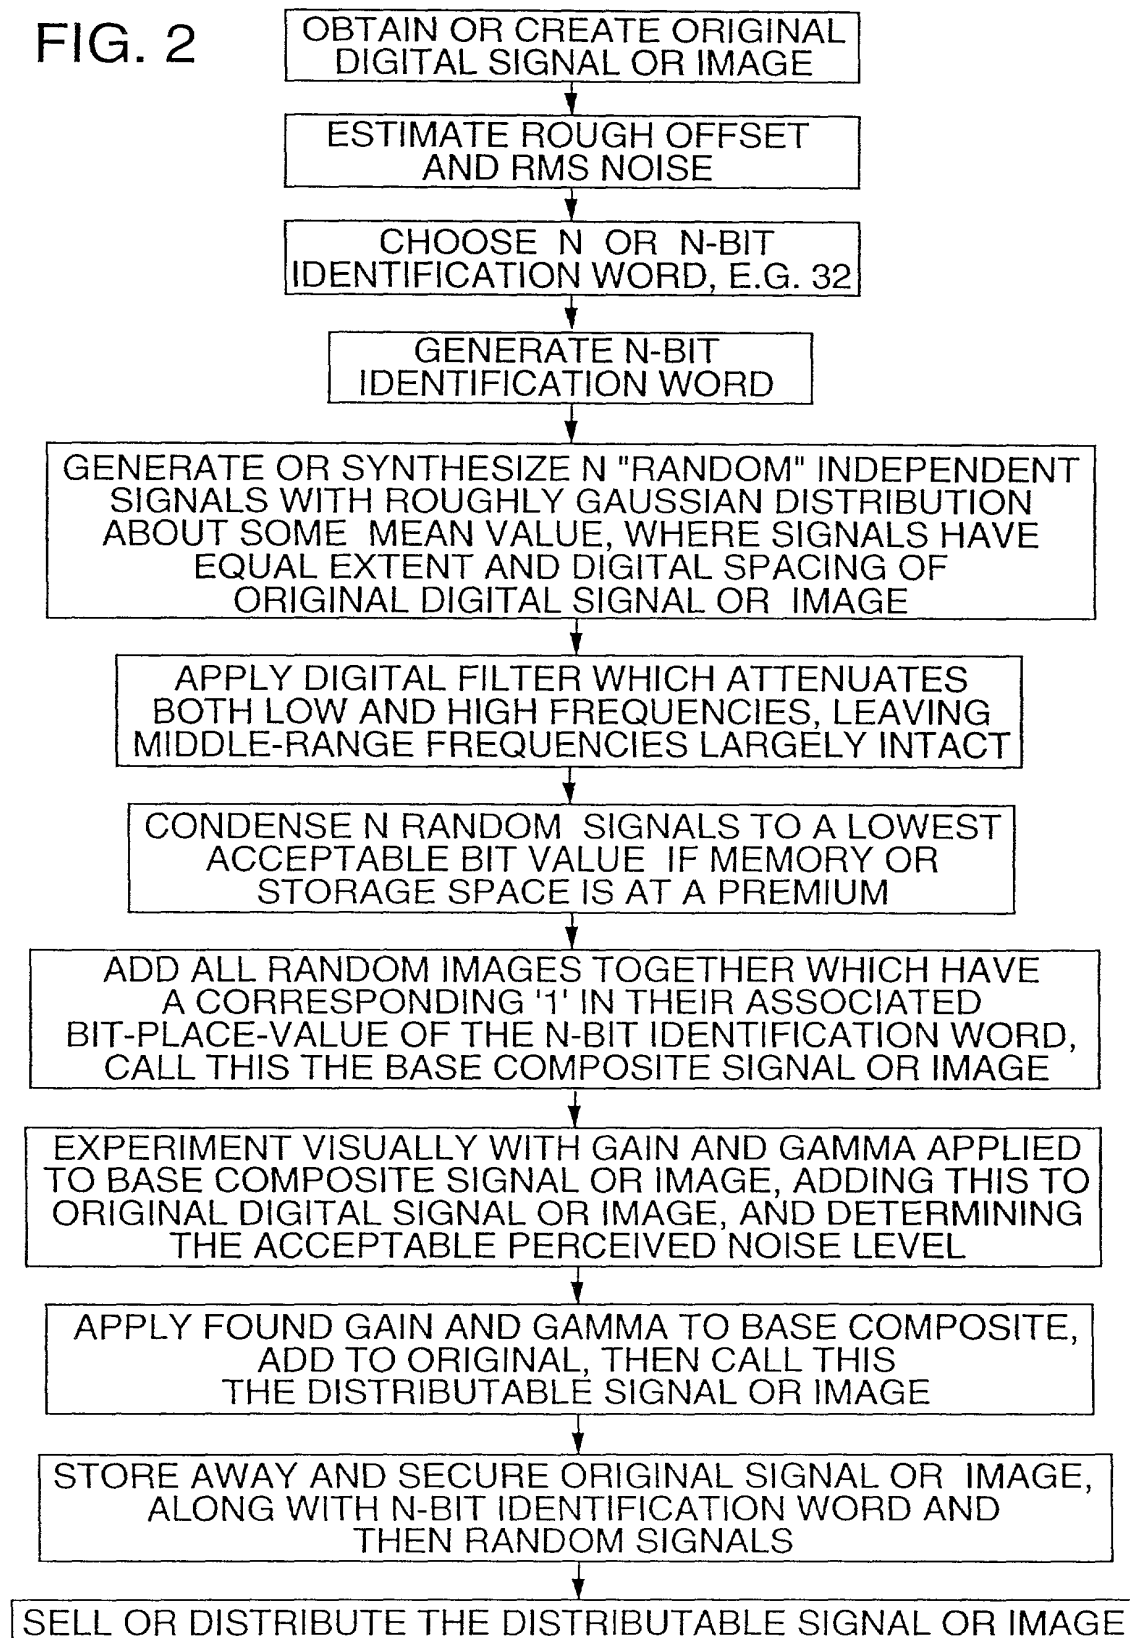 FIG. 2
OBTAIN OR CREATE ORIGINAL
DIGITAL SIGNAL OR IMAGE
ESTIMATE ROUGH OFFSET
AND RMS NOISE
CHOOSE N OR N-BIT
IDENTIFICATION WORD, E.G. 32
GENERATE N-BIT
IDENTIFICATION WORD
GENERATE OR SYNTHESIZE N "RANDOM" INDEPENDENT
SIGNALS WITH ROUGHLY GAUSSIAN DISTRIBUTION
ABOUT SOME MEAN VALUE, WHERE SIGNALS HAVE
EQUAL EXTENT AND DIGITAL SPACING OF
ORIGINAL DIGITAL SIGNAL OR IMAGE
APPLY DIGITAL FILTER WHICH ATTENUATES
BOTH LOW AND HIGH FREQUENCIES, LEAVING
MIDDLE-RANGE FREQUENCIES LARGELY INTACT
CONDENSE N RANDOM SIGNALS TO A LOWEST
ACCEPTABLE BIT VALUE IF MEMORY OR
STORAGE SPACE IS AT A PREMIUM
ADD ALL RANDOM IMAGES TOGETHER WHICH HAVE
A CORRESPONDING '1' IN THEIR ASSOCIATED
BIT-PLACE-VALUE OF THE N-BIT IDENTIFICATION WORD,
CALL THIS THE BASE COMPOSITE SIGNAL OR IMAGE
EXPERIMENT VISUALLY WITH GAIN AND GAMMA APPLIED
TO BASE COMPOSITE SIGNAL OR IMAGE, ADDING THIS TO
ORIGINAL DIGITAL SIGNAL OR IMAGE, AND DETERMINING
THE ACCEPTABLE PERCEIVED NOISE LEVEL
APPLY FOUND GAIN AND GAMMA TO BASE COMPOSITE,
ADD TO ORIGINAL, THEN CALL THIS
THE DISTRIBUTABLE SIGNAL OR IMAGE
STORE AWAY AND SECURE ORIGINAL SIGNAL OR IMAGE,
ALONG WITH N-BIT IDENTIFICATION WORD AND
THEN RANDOM SIGNALS
SELL OR DISTRIBUTE THE DISTRIBUTABLE SIGNAL OR IMAGE